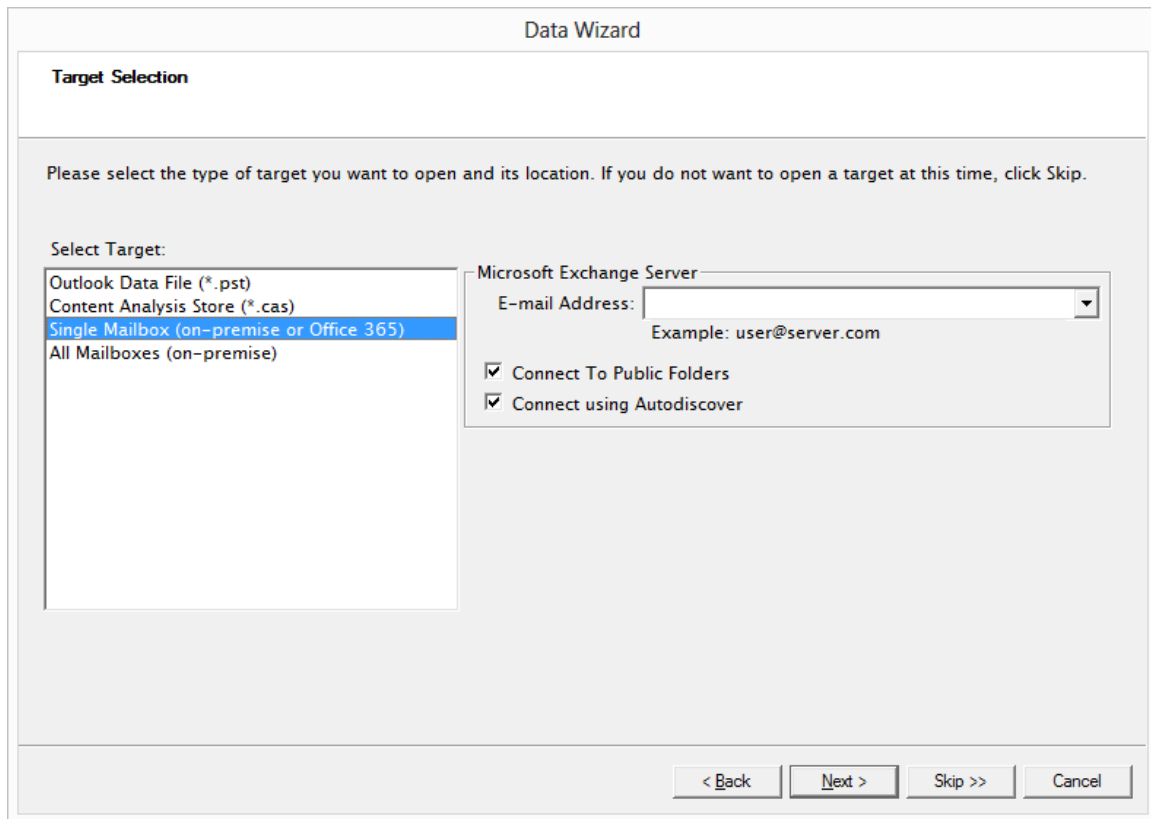 Data Wizard
Target Selection
Please select the type of target you want to open and its location. If you do not want to open a target at this time, click Skip.
Select Target:
Outlook Data File (*.pst)
Content Analysis Store (*.cas)
Single Mailbox (on-premise or Office 365)
All Mailboxes (on-premise)
Microsoft Exchange Server
E-mail Address:
Example: user@server.com
Connect To Public Folders
Connect using Autodiscover
< Back
Next >
Skip >>
Cancel